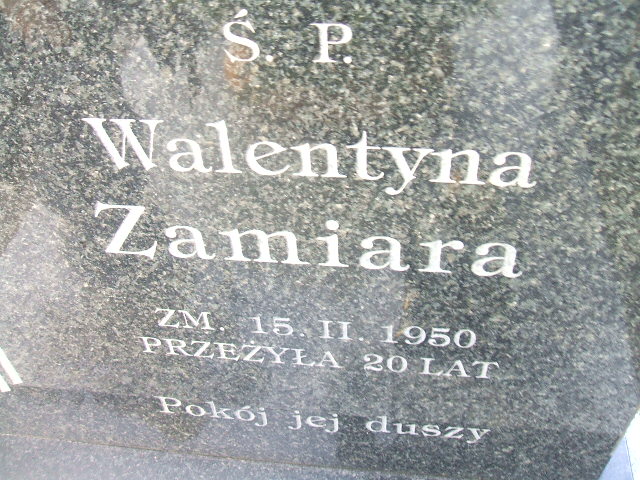 Ś. P.
Walentyna
Zamiara
ZM. 15. II. 1950
PRZEŻYŁA 20 LAT
Pokój jej duszy